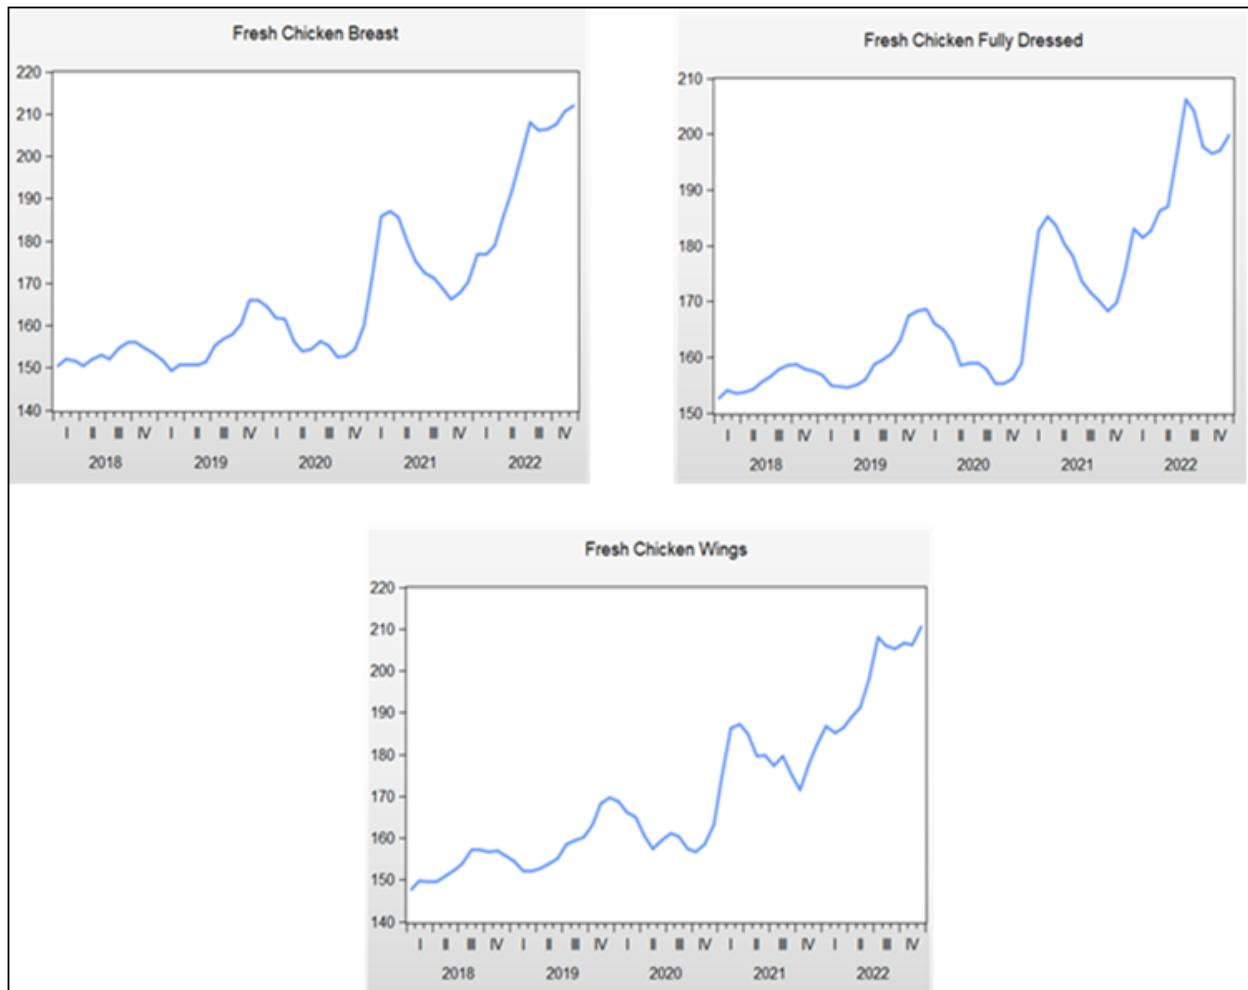 Fresh Chicken Breast
220
210
200
190
180
170
160
150
140
I II III IV I II III IV I II III IV I II III IV I II III IV
2018 2019 2020 2021 2022
Fresh Chicken Fully Dressed
210
200
190
180
170
160
150
I II III IV I II III IV I II III IV I II III IV I II III IV
2018 2019 2020 2021 2022
Fresh Chicken Wings
220
210
200
190
180
170
160
150
140
I II III IV I II III IV I II III IV I II III IV I II III IV
2018 2019 2020 2021 2022